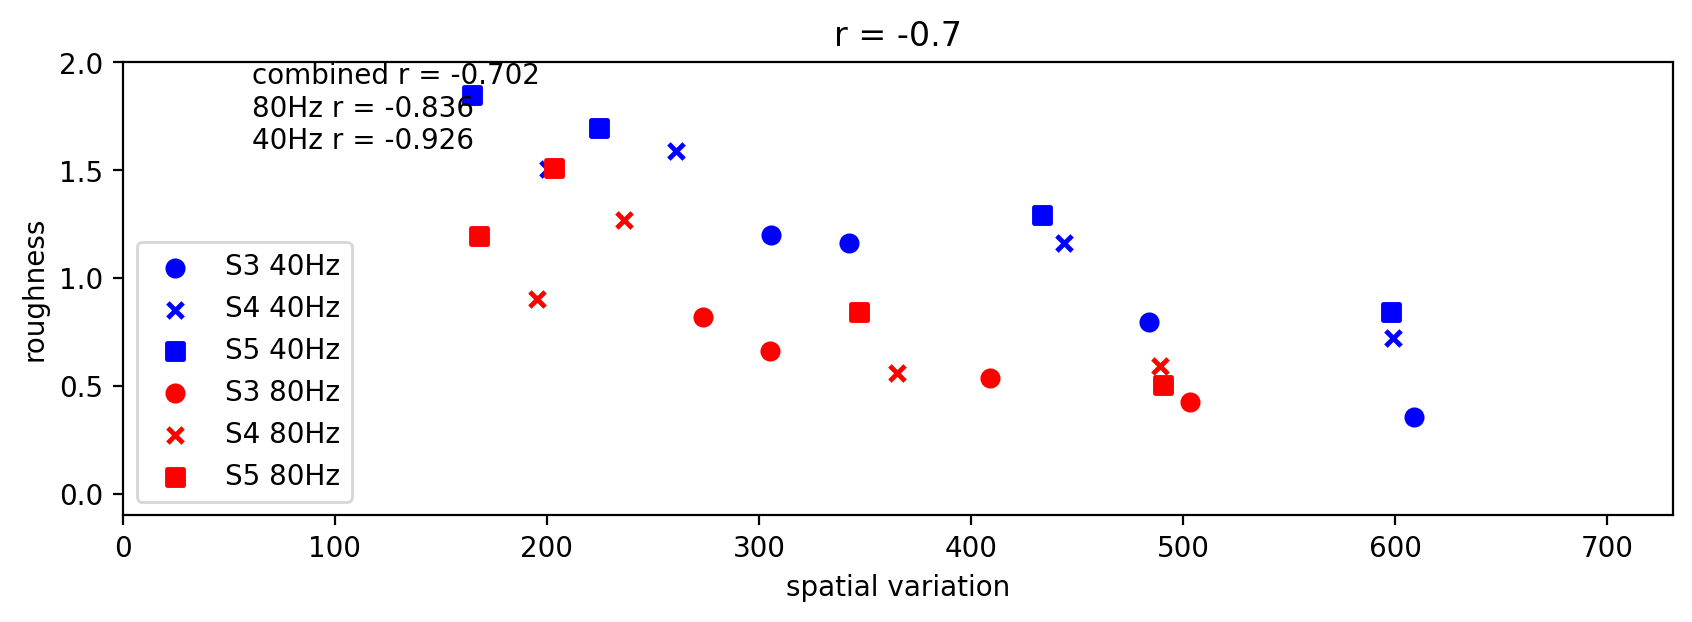 r = -0.7
combined r = -0.702
80Hz r = -0.836
40Hz r = -0.926
roughness
2.0
1.5
1.0
0.5
0.0
S3 40Hz
S4 40Hz
S5 40Hz
S3 80Hz
S4 80Hz
S5 80Hz
0 100 200 300 400 500 600 700
spatial variation